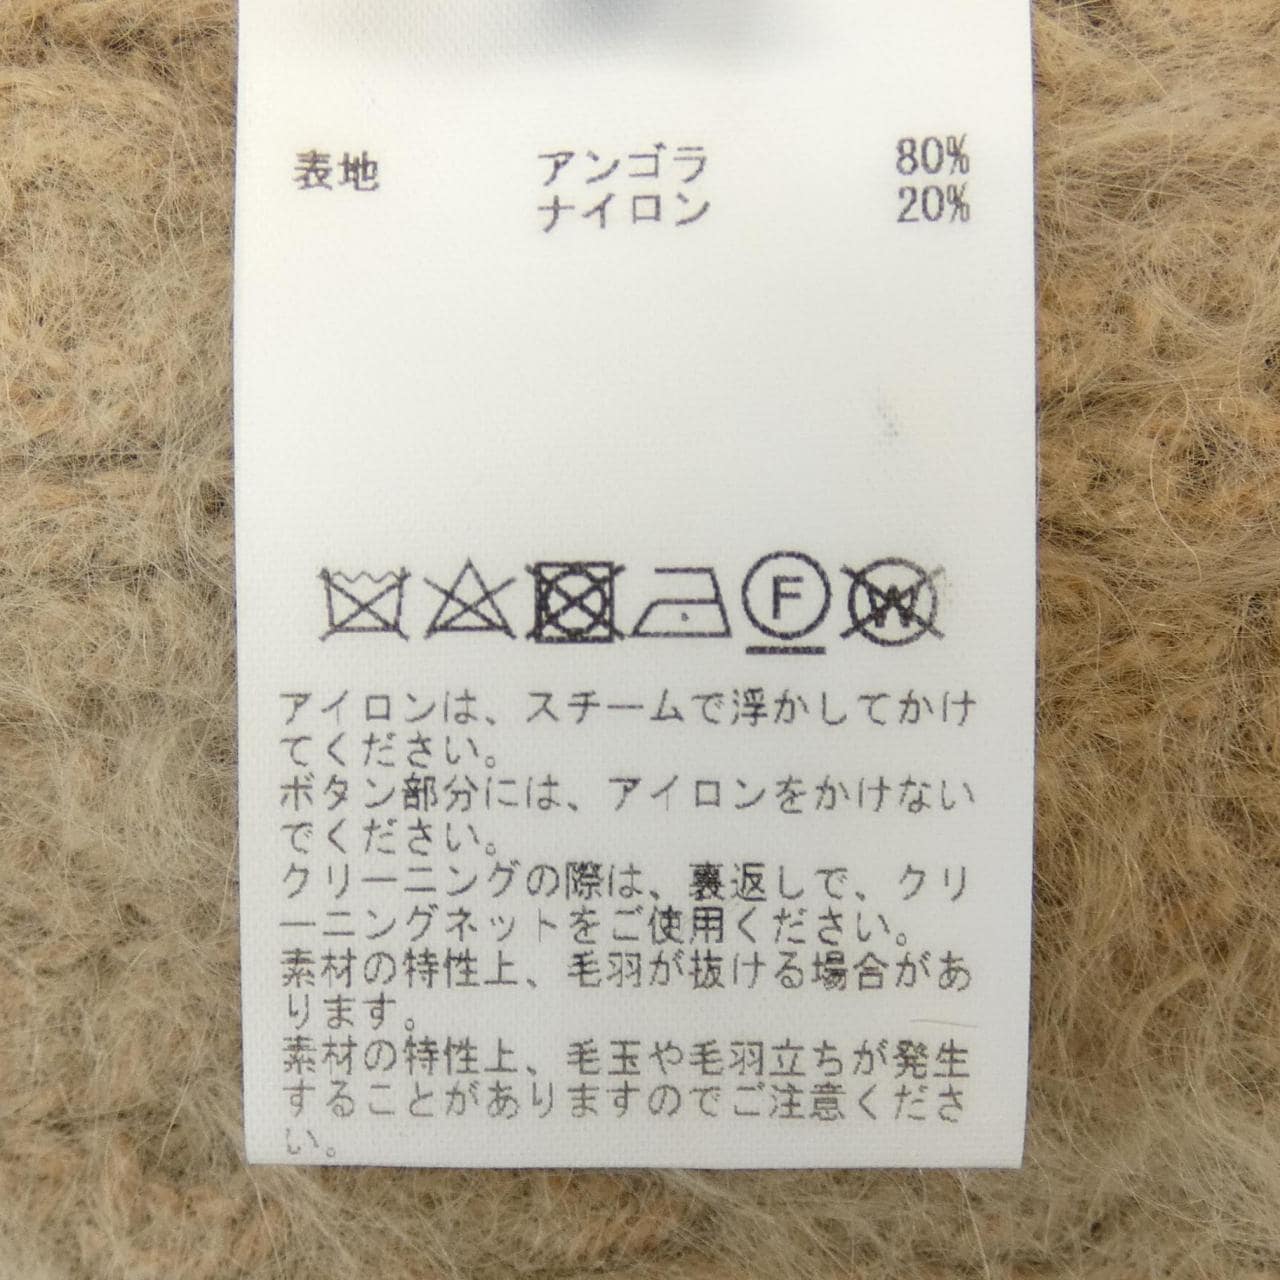 表地 アンゴラ 80%
ナイロン 20%
F W
アイロンは、スチームで浮かしてかけ
てください。
ボタン部分には、アイロンをかけない
でください。
クリーニングの際は、裏返しで、クリ
ーニングネットをご使用ください。
素材の特性上、毛羽が抜ける場合があ
ります。
素材の特性上、毛玉や毛羽立ちが発生
することがありますのでご注意くださ
い。